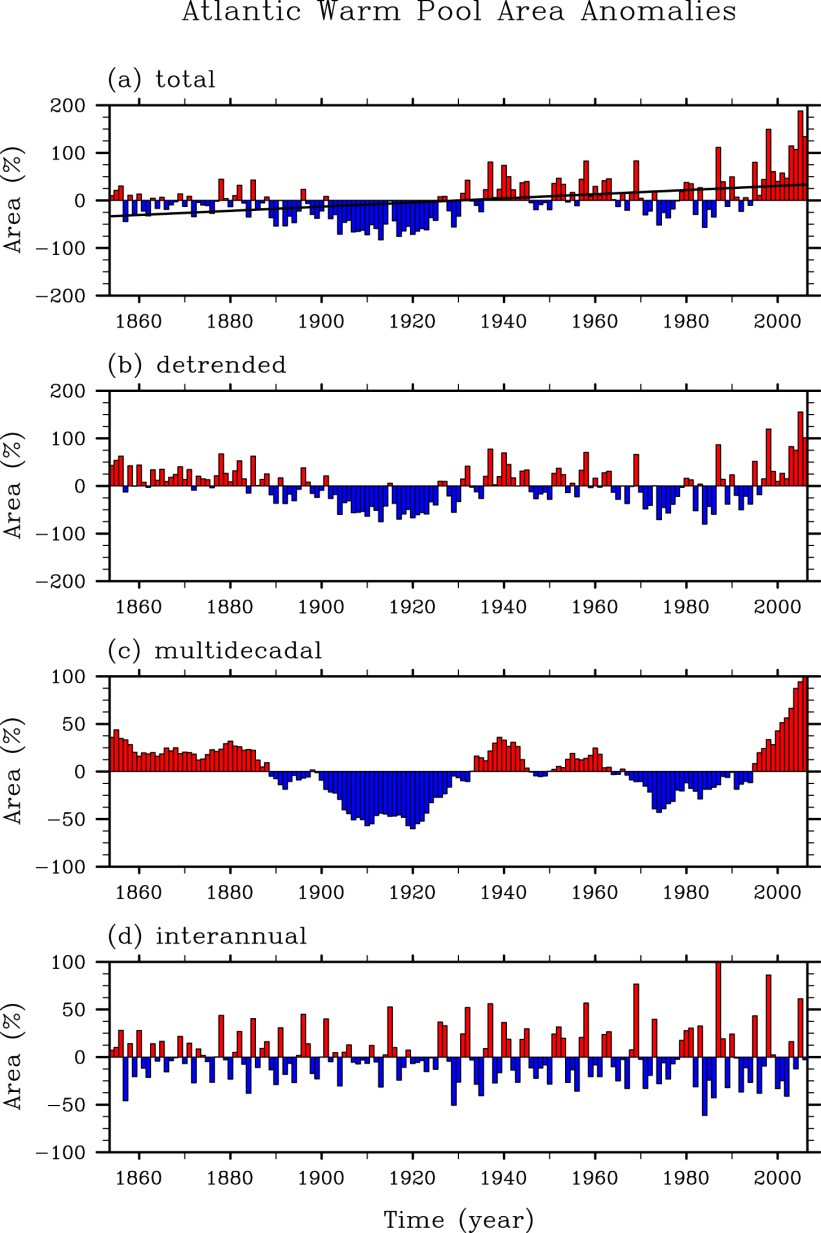 Atlantic Warm Pool Area Anomalies
(a) total
200
100
0
−100
−200
Area (%)
1860 1880 1900 1920 1940 1960 1980 2000
(b) detrended
200
100
0
−100
−200
Area (%)
1860 1880 1900 1920 1940 1960 1980 2000
(c) multidecadal
100
50
0
−50
−100
Area (%)
1860 1880 1900 1920 1940 1960 1980 2000
(d) interannual
100
50
0
−50
−100
Area (%)
1860 1880 1900 1920 1940 1960 1980 2000
Time (year)